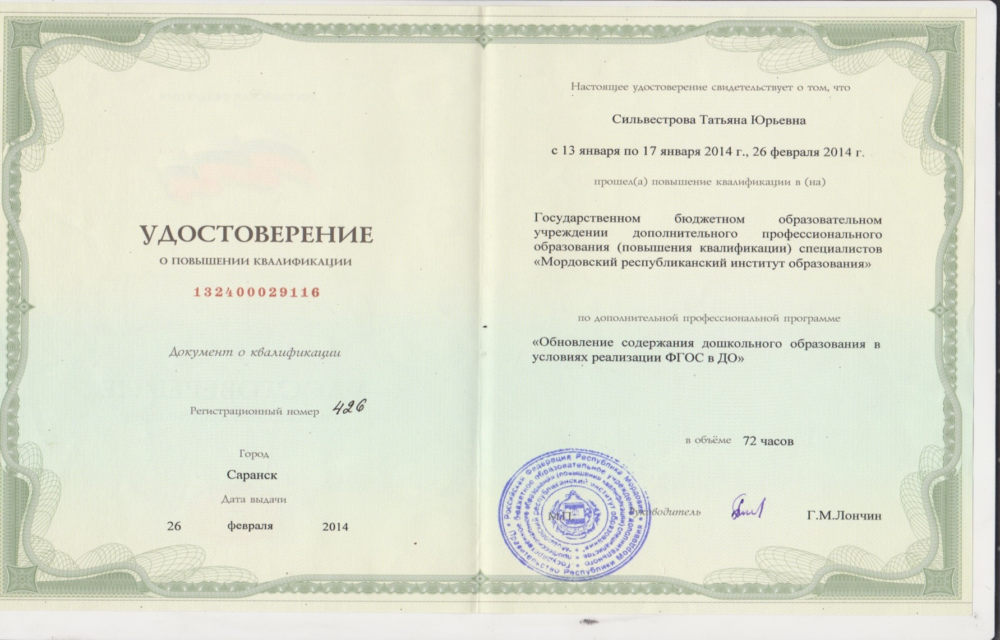 УДОСТОВЕРЕНИЕ
О ПОВЫШЕНИИ КВАЛИФИКАЦИИ
132400029116
Документ о квалификации
Регистрационный номер 426
Город
Саранск
Дата выдачи
26 февраля 2014
Настоящее удостоверение свидетельствует о том, что
Сильвестрова Татьяна Юрьевна
с 13 января по 17 января 2014 г., 26 февраля 2014 г.
прошел(а) повышение квалификации в (на)
Государственном бюджетном образовательном
учреждении дополнительного профессионального
образования (повышения квалификации) специалистов
«Мордовский республиканский институт образования»
по дополнительной профессиональной программе
«Обновление содержания дошкольного образования в
условиях реализации ФГОС в ДО»
в объёме 72 часов
М.П. Руководитель Г.М.Лончин
Российская Федерация Республика Мордовия
Правительство Республики Мордовия
Государственное бюджетное образовательное учреждение дополнительного
профессионального образования (повышения квалификации) специалистов
"Мордовский республиканский институт образования"